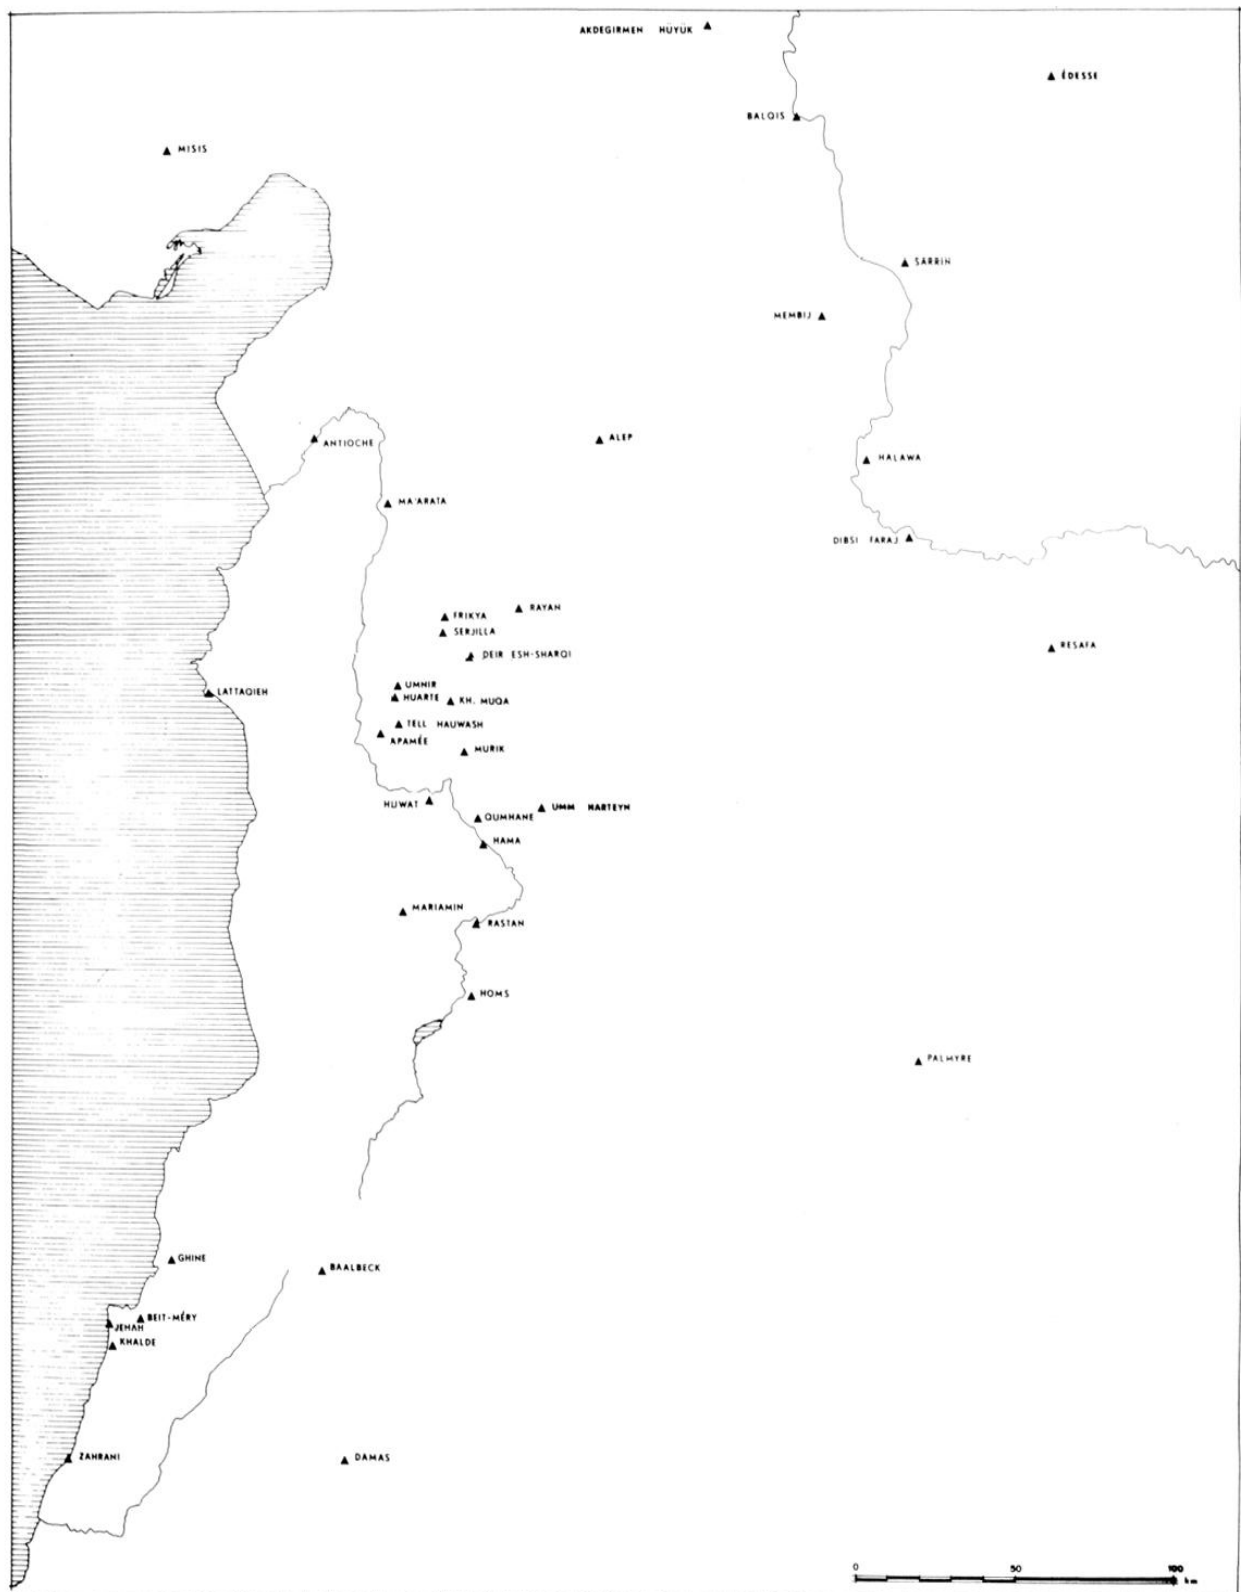 AKDEGIRMEN HÜYÜK
ÉDESSE
BALQIS
MISIS
SARRIN
MEMBIJ
ANTIOCHE
ALEP
HALAWA
MA'ARATA
DIBSI FARAJ
RAYAN
FRIKYA
SERJILLA
RESAFA
DEIR ESH-SHARQI
UMNIR
LATTAQIEH
HUARTE
KH. MUQA
TELL HAUWASH
APAMÉE
MURIK
HUWAT
UMM HARTEYN
QUMHANE
HAMA
MARIAMIN
RASTAN
HOMS
PALMYRE
GHINE
BAALBECK
BEIT-MÉRY
JENAH
KHALDE
ZAHRANI
DAMAS
0 50 100
km